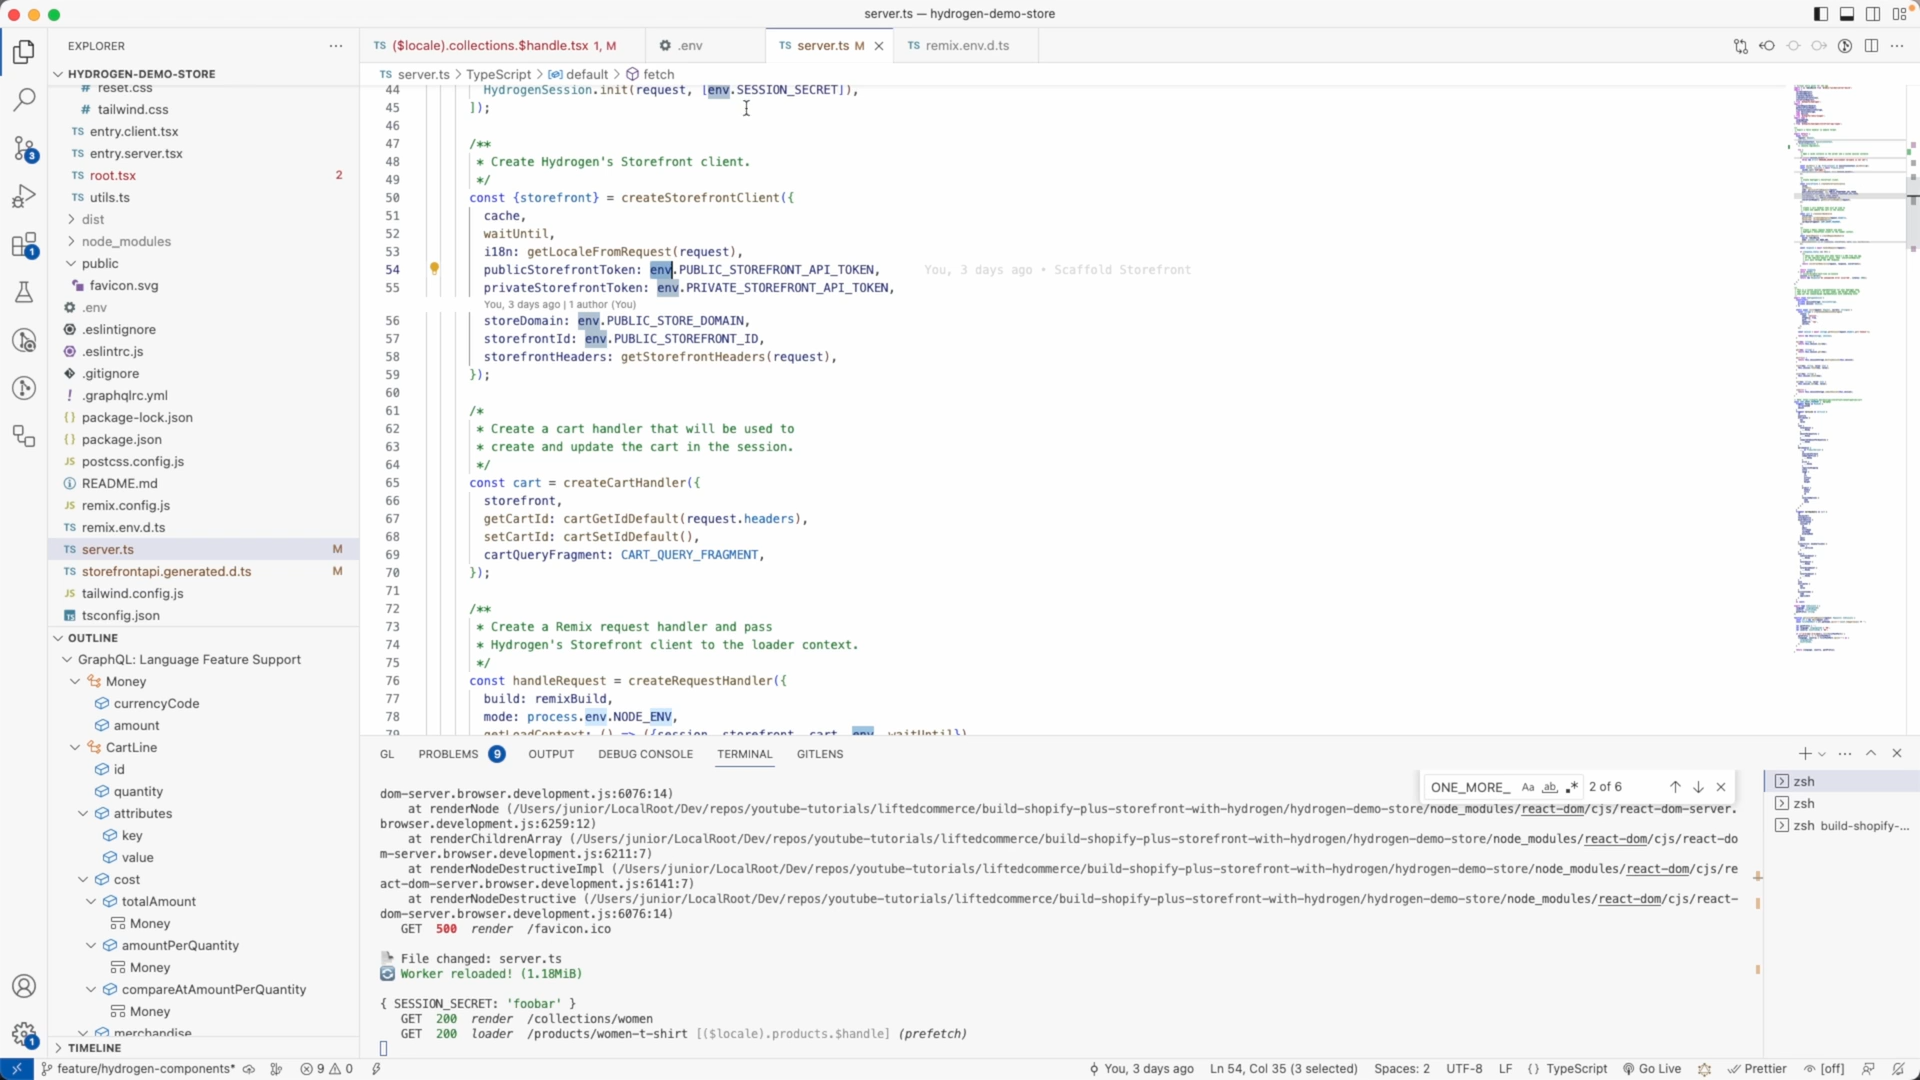 server.ts — hydrogen-demo-store
EXPLORER
HYDROGEN-DEMO-STORE
reset.css
tailwind.css
entry.client.tsx
entry.server.tsx
root.tsx 2
utils.ts
dist
node_modules
public
favicon.svg
.env
.eslintignore
.eslintrc.js
.gitignore
.graphqlrc.yml
package-lock.json
package.json
postcss.config.js
README.md
remix.config.js
remix.env.d.ts
server.ts M
storefrontapi.generated.d.ts M
tailwind.config.js
tsconfig.json
OUTLINE
GraphQL: Language Feature Support
Money
currencyCode
amount
CartLine
id
quantity
attributes
key
value
cost
totalAmount
Money
amountPerQuantity
Money
compareAtAmountPerQuantity
Money
merchandise
TIMELINE
TS ($locale).collections.$handle.tsx 1, M
.env
TS server.ts M
TS remix.env.d.ts
TS server.ts > TypeScript > default > fetch
44 HydrogenSession.init(request, [env.SESSION_SECRET]),
45 ]);
46
47 /**
48 * Create Hydrogen's Storefront client.
49 */
50 const {storefront} = createStorefrontClient({
51 cache,
52 waitUntil,
53 i18n: getLocaleFromRequest(request),
54 publicStorefrontToken: env.PUBLIC_STOREFRONT_API_TOKEN, You, 3 days ago • Scaffold Storefront
55 privateStorefrontToken: env.PRIVATE_STOREFRONT_API_TOKEN,
You, 3 days ago | 1 author (You)
56 storeDomain: env.PUBLIC_STORE_DOMAIN,
57 storefrontId: env.PUBLIC_STOREFRONT_ID,
58 storefrontHeaders: getStorefrontHeaders(request),
59 });
60
61 /*
62 * Create a cart handler that will be used to
63 * create and update the cart in the session.
64 */
65 const cart = createCartHandler({
66 storefront,
67 getCartId: cartGetIdDefault(request.headers),
68 setCartId: cartSetIdDefault(),
69 cartQueryFragment: CART_QUERY_FRAGMENT,
70 });
71
72 /**
73 * Create a Remix request handler and pass
74 * Hydrogen's Storefront client to the loader context.
75 */
76 const handleRequest = createRequestHandler({
77 build: remixBuild,
78 mode: process.env.NODE_ENV,
79 getLoadContext: () => ({session, storefront, cart, env, waitUntil})
GL PROBLEMS 9 OUTPUT DEBUG CONSOLE TERMINAL GITLENS
ONE_MORE_ Aa ab 2 of 6
dom-server.browser.development.js:6076:14)
at renderNode (/Users/junior/LocalRoot/Dev/repos/youtube-tutorials/liftedcommerce/build-shopify-plus-storefront-with-hydrogen/hydrogen-demo-store/node_modules/react-dom/cjs/react-dom-server.
browser.development.js:6259:12)
at renderChildrenArray (/Users/junior/LocalRoot/Dev/repos/youtube-tutorials/liftedcommerce/build-shopify-plus-storefront-with-hydrogen/hydrogen-demo-store/node_modules/react-dom/cjs/react-do
m-server.browser.development.js:6211:7)
at renderNodeDestructiveImpl (/Users/junior/LocalRoot/Dev/repos/youtube-tutorials/liftedcommerce/build-shopify-plus-storefront-with-hydrogen/hydrogen-demo-store/node_modules/react-dom/cjs/re
act-dom-server.browser.development.js:6141:7)
at renderNodeDestructive (/Users/junior/LocalRoot/Dev/repos/youtube-tutorials/liftedcommerce/build-shopify-plus-storefront-with-hydrogen/hydrogen-demo-store/node_modules/react-dom/cjs/react-
dom-server.browser.development.js:6076:14)
GET 500 render /favicon.ico
File changed: server.ts
Worker reloaded! (1.18MiB)
{ SESSION_SECRET: 'foobar' }
GET 200 render /collections/women
GET 200 loader /products/women-t-shirt [($locale).products.$handle] (prefetch)
zsh
zsh
zsh build-shopify-...
feature/hydrogen-components* 9 0
You, 3 days ago Ln 54, Col 35 (3 selected) Spaces: 2 UTF-8 LF {} TypeScript Go Live Prettier [off]